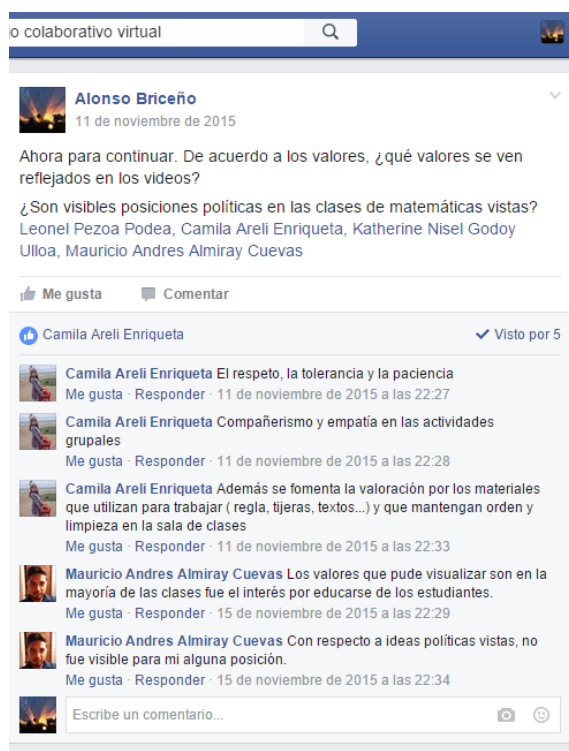 o colaborativo virtual
Alonso Briceño
11 de noviembre de 2015
Ahora para continuar. De acuerdo a los valores, ¿qué valores se ven
reflejados en los videos?
¿Son visibles posiciones políticas en las clases de matemáticas vistas?
Leonel Pezoa Podea, Camila Areli Enriqueta, Katherine Nisel Godoy
Ulloa, Mauricio Andres Almiray Cuevas
Me gusta Comentar
Camila Areli Enriqueta Visto por 5
Camila Areli Enriqueta El respeto, la tolerancia y la paciencia
Me gusta · Responder · 11 de noviembre de 2015 a las 22:27
Camila Areli Enriqueta Compañerismo y empatía en las actividades
grupales
Me gusta · Responder · 11 de noviembre de 2015 a las 22:28
Camila Areli Enriqueta Además se fomenta la valoración por los materiales
que utilizan para trabajar ( regla, tijeras, textos...) y que mantengan orden y
limpieza en la sala de clases
Me gusta · Responder · 11 de noviembre de 2015 a las 22:33
Mauricio Andres Almiray Cuevas Los valores que pude visualizar son en la
mayoría de las clases fue el interés por educarse de los estudiantes.
Me gusta · Responder · 15 de noviembre de 2015 a las 22:29
Mauricio Andres Almiray Cuevas Con respecto a ideas políticas vistas, no
fue visible para mi alguna posición.
Me gusta · Responder · 15 de noviembre de 2015 a las 22:34
Escribe un comentario...